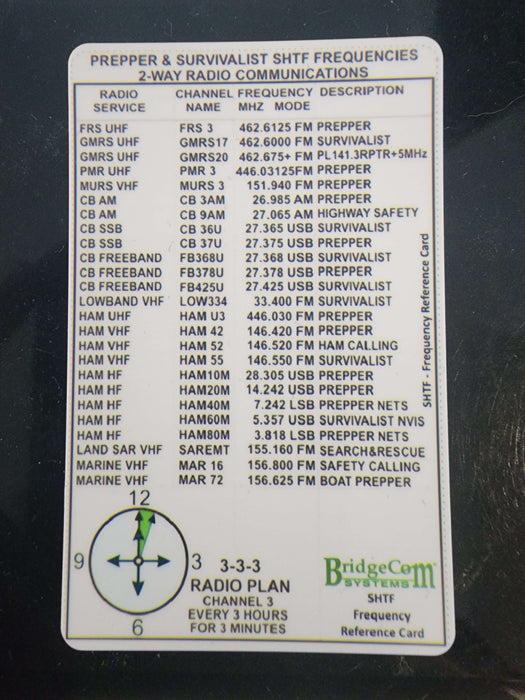 PREPPER & SURVIVALIST SHTF FREQUENCIES
2-WAY RADIO COMMUNICATIONS
RADIO CHANNEL FREQUENCY DESCRIPTION
SERVICE NAME MHZ MODE
FRS UHF FRS 3 462.6125 FM PREPPER
GMRS UHF GMRS17 462.6000 FM SURVIVALIST
GMRS UHF GMRS20 462.675+ FM PL141.3RPTR+5MHz
PMR UHF PMR 3 446.03125FM PREPPER
MURS VHF MURS 3 151.940 FM PREPPER
CB AM CB 3AM 26.985 AM PREPPER
CB AM CB 9AM 27.065 AM HIGHWAY SAFETY
CB SSB CB 36U 27.365 USB SURVIVALIST
CB SSB CB 37U 27.375 USB PREPPER
CB FREEBAND FB368U 27.368 USB SURVIVALIST
CB FREEBAND FB378U 27.378 USB PREPPER
CB FREEBAND FB425U 27.425 USB SURVIVALIST
LOWBAND VHF LOW334 33.400 FM SURVIVALIST
HAM UHF HAM U3 446.030 FM PREPPER
HAM VHF HAM 42 146.420 FM PREPPER
HAM VHF HAM 52 146.520 FM HAM CALLING
HAM VHF HAM 55 146.550 FM SURVIVALIST
HAM HF HAM10M 28.305 USB PREPPER
HAM HF HAM20M 14.242 USB PREPPER
HAM HF HAM40M 7.242 LSB PREPPER NETS
HAM HF HAM60M 5.357 USB SURVIVALIST NVIS
HAM HF HAM80M 3.818 LSB PREPPER NETS
LAND SAR VHF SAREMT 155.160 FM SEARCH&RESCUE
MARINE VHF MAR 16 156.800 FM SAFETY CALLING
MARINE VHF MAR 72 156.625 FM BOAT PREPPER
SHTF - Frequency Reference Card
12
9
3
6
3-3-3
RADIO PLAN
CHANNEL 3
EVERY 3 HOURS
FOR 3 MINUTES
BridgeCom
SYSTEMS
SHTF
Frequency
Reference Card